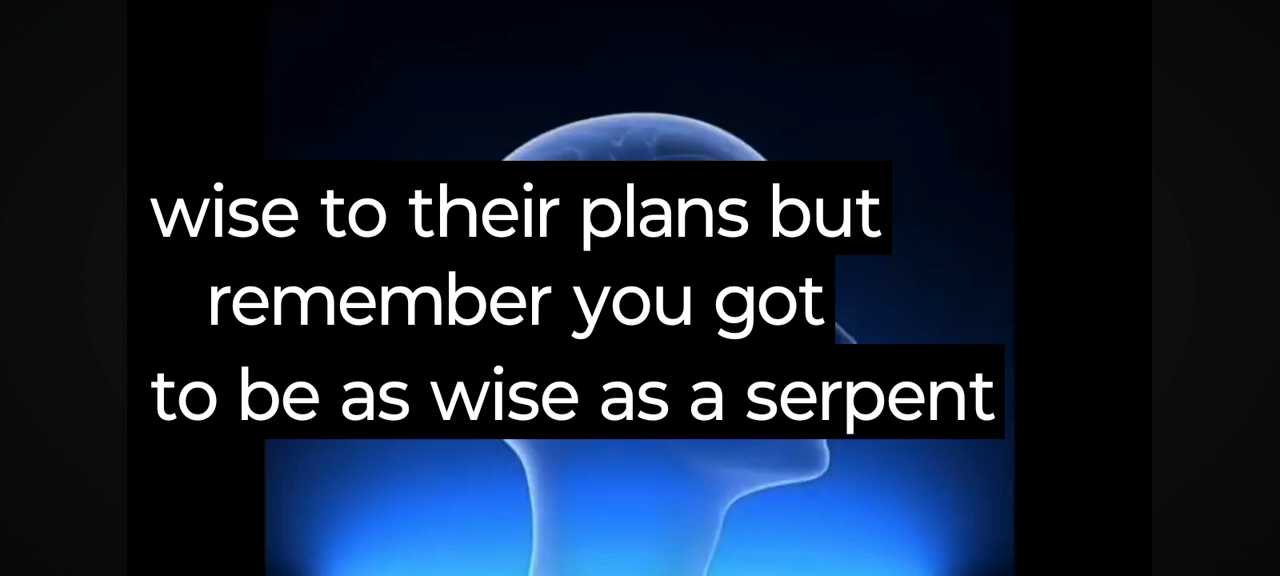 wise to their plans but
remember you got
to be as wise as a serpent